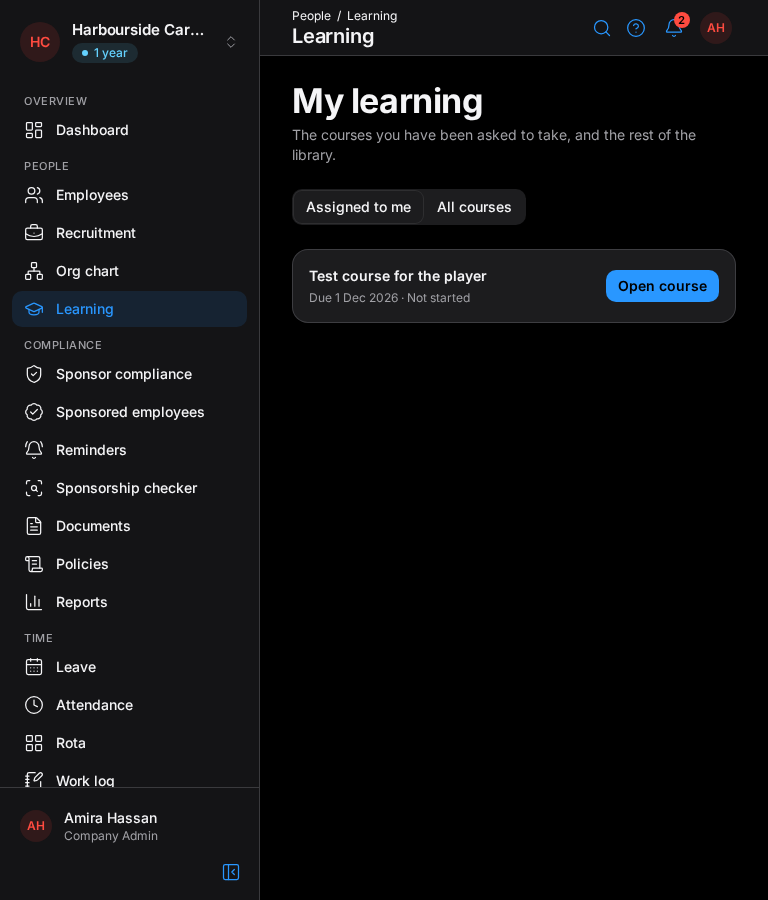 HC
Harbourside Car...
1 year
OVERVIEW
Dashboard
PEOPLE
Employees
Recruitment
Org chart
Learning
COMPLIANCE
Sponsor compliance
Sponsored employees
Reminders
Sponsorship checker
Documents
Policies
Reports
TIME
Leave
Attendance
Rota
Work log
AH
Amira Hassan
Company Admin
People / Learning
Learning
2
AH
My learning
The courses you have been asked to take, and the rest of the
library.
Assigned to me
All courses
Test course for the player
Due 1 Dec 2026 · Not started
Open course